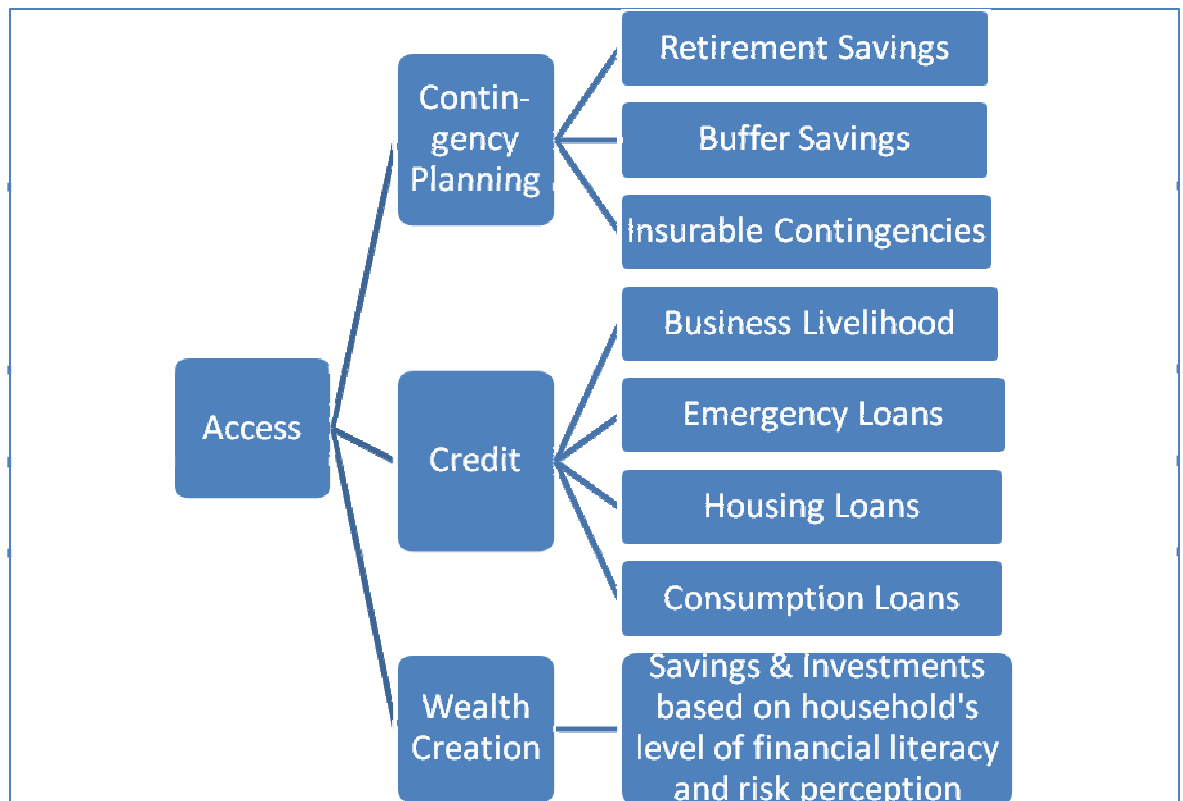 Retirement Savings
Contin-
gency
Planning
Buffer Savings
Insurable Contingencies
Business Livelihood
Access
Credit
Emergency Loans
Housing Loans
Consumption Loans
Wealth
Creation
Savings & Investments
based on household's
level of financial literacy
and risk perception